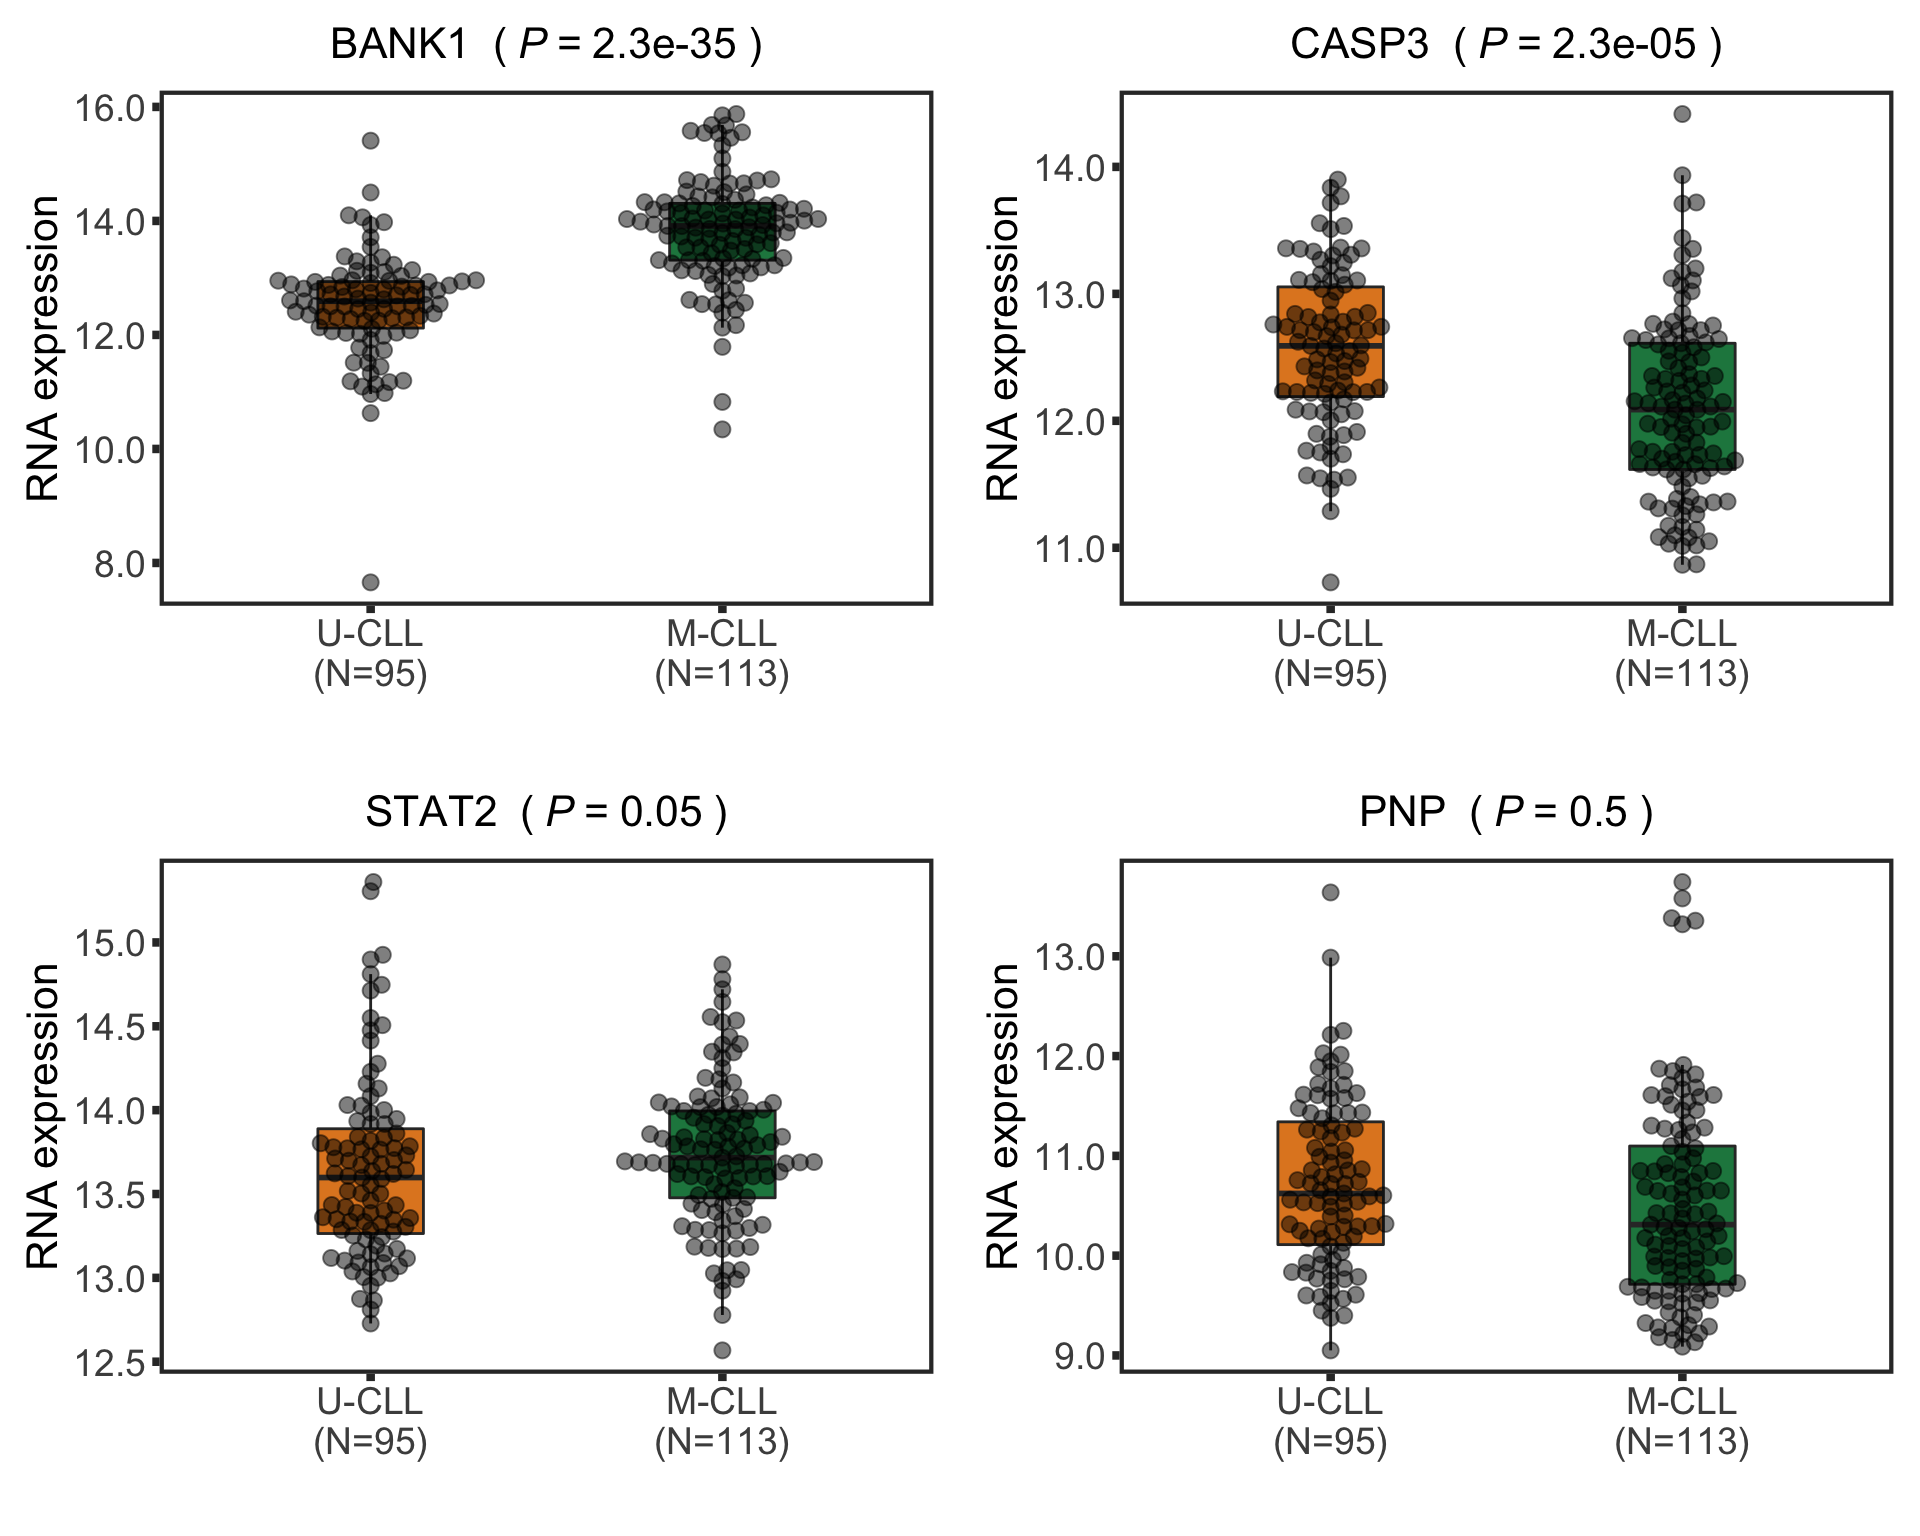 BANK1 ( P = 2.3e-35 )
RNA expression
16.0
14.0
12.0
10.0
8.0
U-CLL
(N=95)
M-CLL
(N=113)
CASP3 ( P = 2.3e-05 )
RNA expression
14.0
13.0
12.0
11.0
U-CLL
(N=95)
M-CLL
(N=113)
STAT2 ( P = 0.05 )
RNA expression
15.0
14.5
14.0
13.5
13.0
12.5
U-CLL
(N=95)
M-CLL
(N=113)
PNP ( P = 0.5 )
RNA expression
13.0
12.0
11.0
10.0
9.0
U-CLL
(N=95)
M-CLL
(N=113)